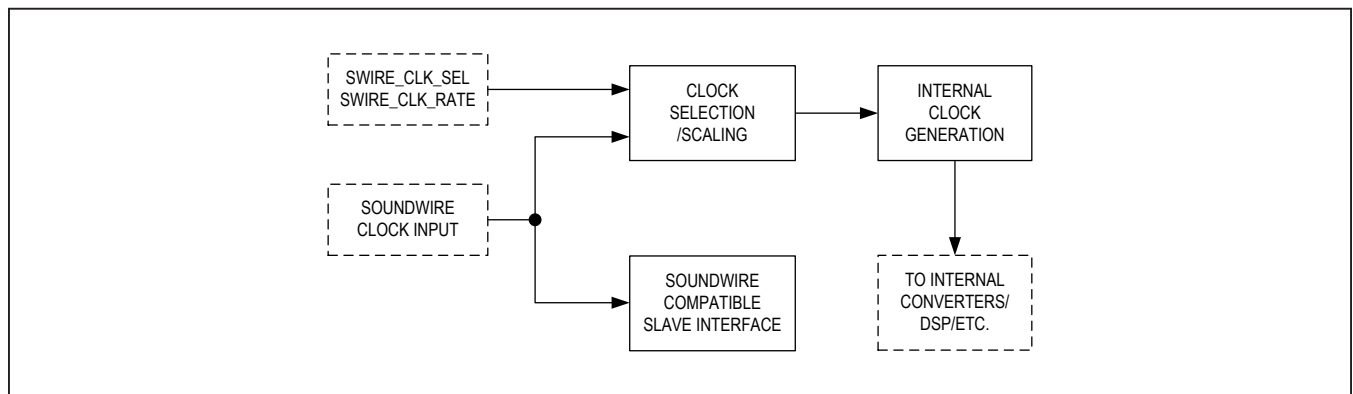 SWIRE_CLK_SEL
SWIRE_CLK_RATE
CLOCK
SELECTION
/SCALING
INTERNAL
CLOCK
GENERATION
SOUNDWIRE
CLOCK INPUT
SOUNDWIRE
COMPATIBLE
SLAVE INTERFACE
TO INTERNAL
CONVERTERS/
DSP/ETC.